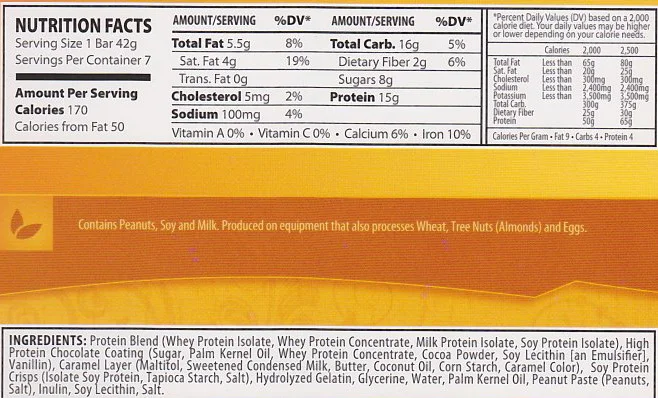 NUTRITION FACTS
Serving Size 1 Bar 42g
Servings Per Container 7
Amount Per Serving
Calories 170
Calories from Fat 50
AMOUNT/SERVING %DV* AMOUNT/SERVING %DV*
Total Fat 5.5g 8% Total Carb. 16g 5%
Sat. Fat 4g 19% Dietary Fiber 2g 6%
Trans. Fat 0g Sugars 8g
Cholesterol 5mg 2% Protein 15g
Sodium 100mg 4%
Vitamin A 0% • Vitamin C 0% • Calcium 6% • Iron 10%
*Percent Daily Values (DV) based on a 2,000
calorie diet. Your daily values may be higher
or lower depending on your calorie needs.
Calories 2,000 2,500
Total Fat Less than 65g 80g
Sat. Fat Less than 20g 25g
Cholesterol Less than 300mg 300mg
Sodium Less than 2,400mg 2,400mg
Potassium Less than 3,500mg 3,500mg
Total Carb. 300g 375g
Dietary Fiber 25g 30g
Protein 50g 65g
Calories Per Gram • Fat 9 • Carbs 4 • Protein 4
Contains Peanuts, Soy and Milk. Produced on equipment that also processes Wheat, Tree Nuts (Almonds) and Eggs.
INGREDIENTS: Protein Blend (Whey Protein Isolate, Whey Protein Concentrate, Milk Protein Isolate, Soy Protein Isolate), High
Protein Chocolate Coating (Sugar, Palm Kernel Oil, Whey Protein Concentrate, Cocoa Powder, Soy Lecithin [an Emulsifier],
Vanillin), Caramel Layer (Maltitol, Sweetened Condensed Milk, Butter, Coconut Oil, Corn Starch, Caramel Color), Soy Protein
Crisps (Isolate Soy Protein, Tapioca Starch, Salt), Hydrolyzed Gelatin, Glycerine, Water, Palm Kernel Oil, Peanut Paste (Peanuts,
Salt), Inulin, Soy Lecithin, Salt.